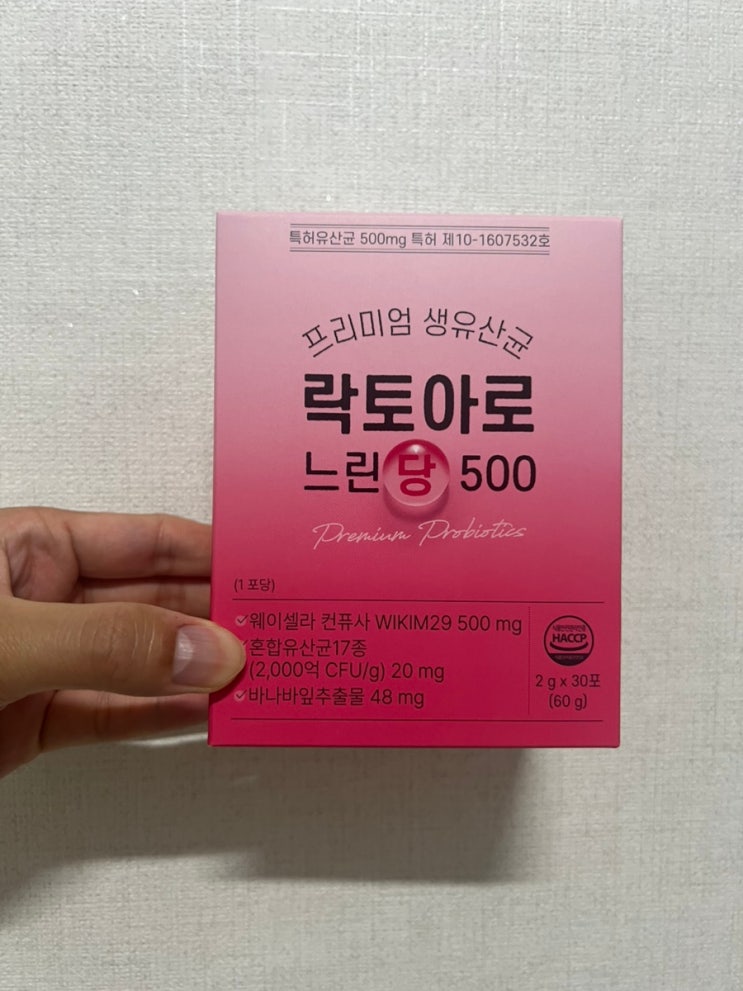 특허유산균 500mg 특허 제10-1607532호
프리미엄 생유산균
락토아로
느린당 500
Premium Probiotics
(1 포당)
웨이셀라 컨퓨사 WIKIM29 500 mg
혼합유산균17종
(2,000억 CFU/g) 20 mg
바나바잎추출물 48 mg
HACCP
2 g x 30포
(60 g)